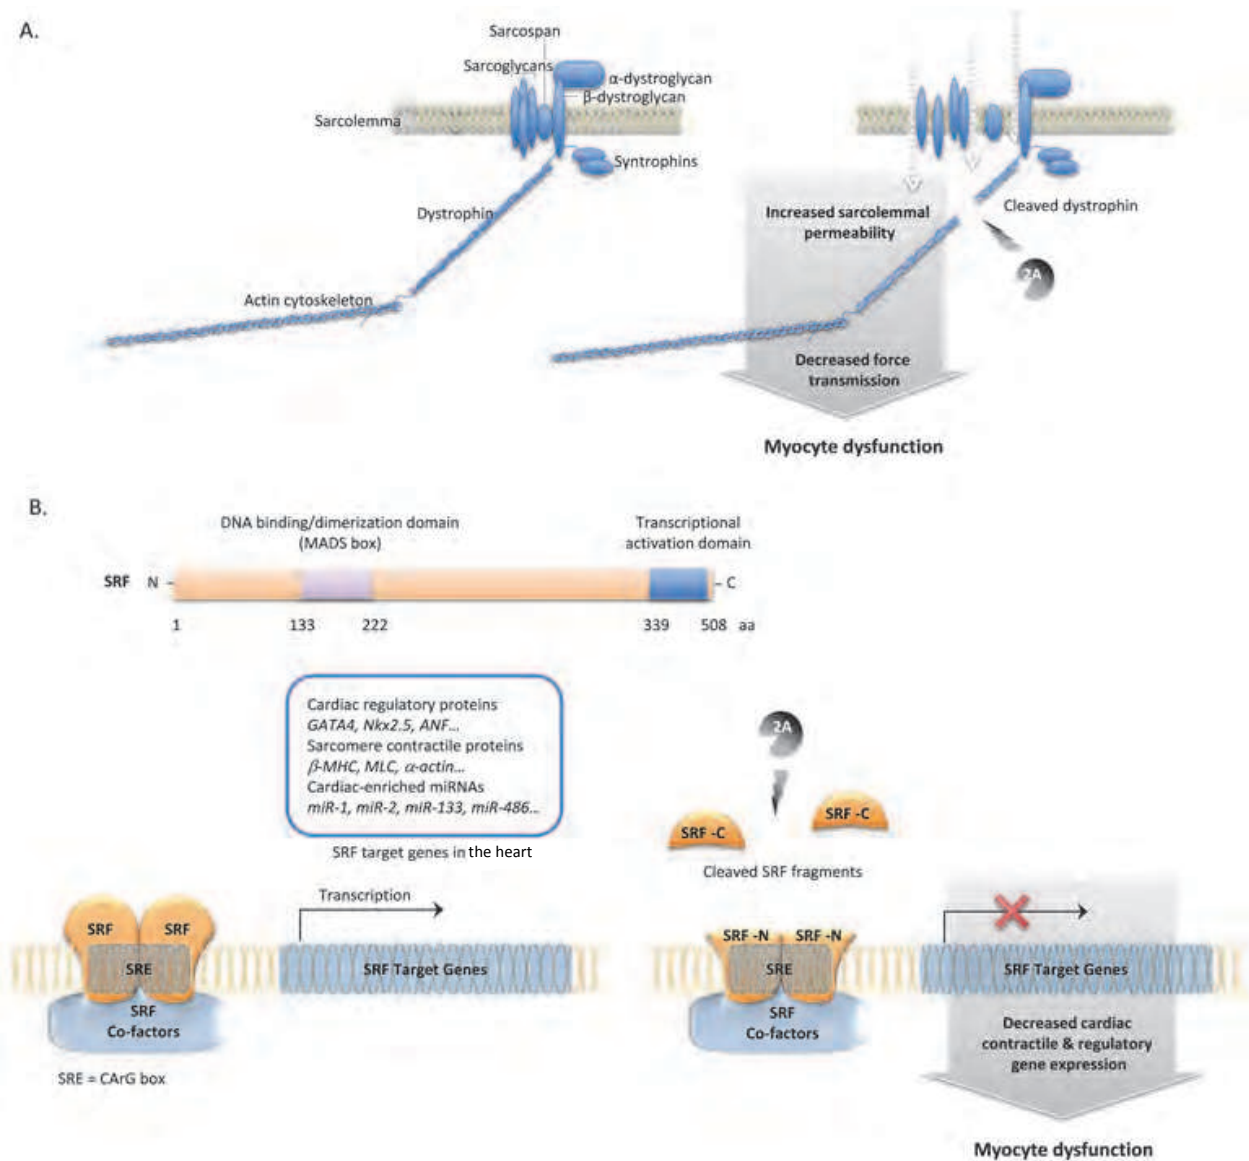 A.
Sarcospan
Sarcoglycans
α-dystroglycan
β-dystroglycan
Sarcolemma
Syntrophins
Dystrophin
Actin cytoskeleton
Increased sarcolemmal
permeability
Cleaved dystrophin
2A
Decreased force
transmission
Myocyte dysfunction
B.
DNA binding/dimerization domain
(MADS box)
Transcriptional
activation domain
SRF N C
1 133 222 339 508 aa
Cardiac regulatory proteins
GATA4, Nkx2.5, ANF...
Sarcomere contractile proteins
β-MHC, MLC, α-actin...
Cardiac-enriched miRNAs
miR-1, miR-2, miR-133, miR-486...
SRF target genes in the heart
Transcription
SRF SRF
SRE
SRF Target Genes
SRF
Co-factors
SRE = CArG box
2A
SRF -C
SRF -C
Cleaved SRF fragments
SRF -N SRF -N
SRE
SRF Target Genes
SRF
Co-factors
Decreased cardiac
contractile & regulatory
gene expression
Myocyte dysfunction